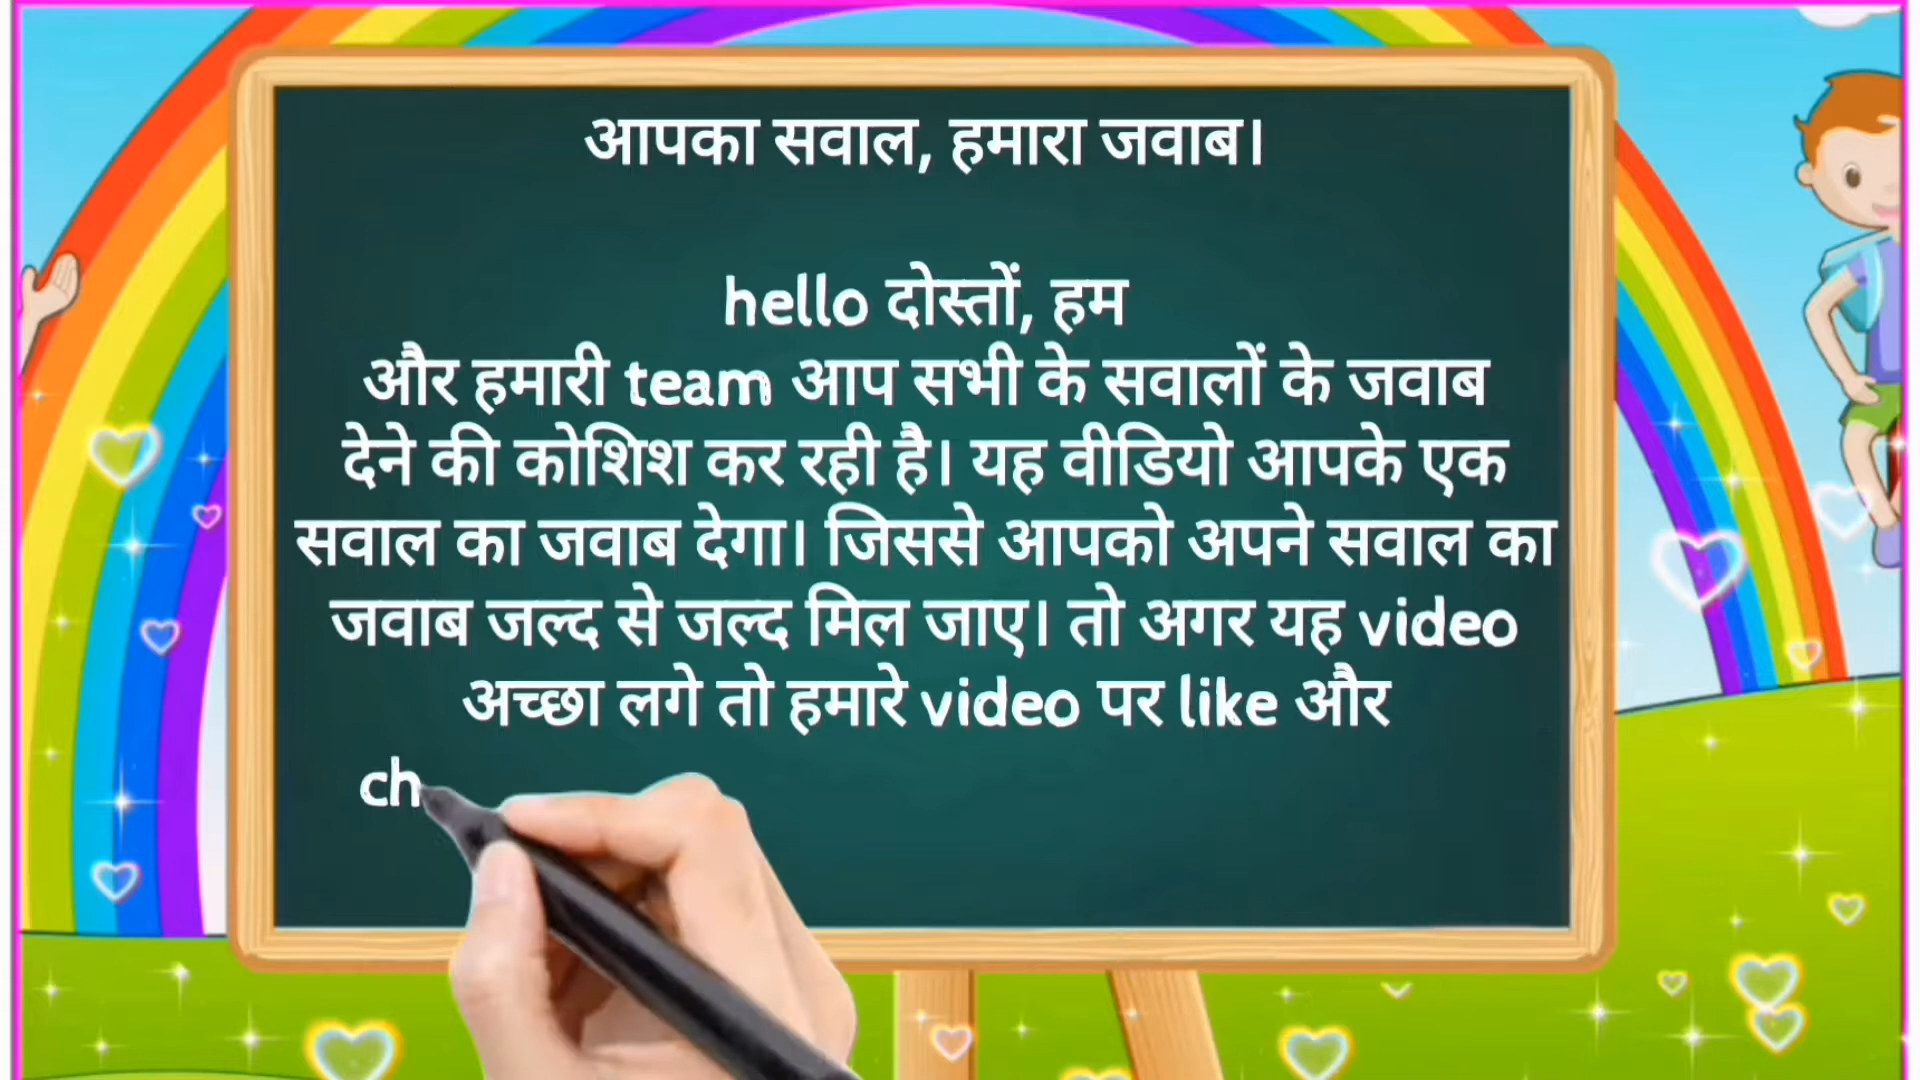 आपका सवाल, हमारा जवाब।
hello दोस्तों, हम
और हमारी team आप सभी के सवालों के जवाब
देने की कोशिश कर रही है। यह वीडियो आपके एक
सवाल का जवाब देगा। जिससे आपको अपने सवाल का
जवाब जल्द से जल्द मिल जाए। तो अगर यह video
अच्छा लगे तो हमारे video पर like और
ch